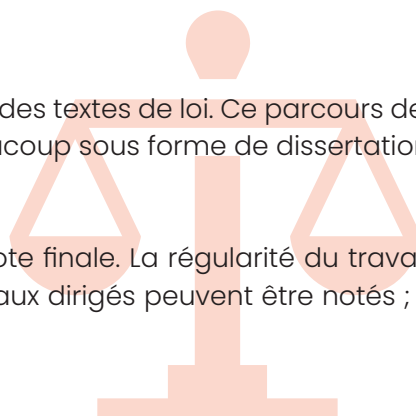 des textes de loi. Ce parcours de
coup sous forme de dissertation
ote finale. La régularité du trava
aux dirigés peuvent être notés ;